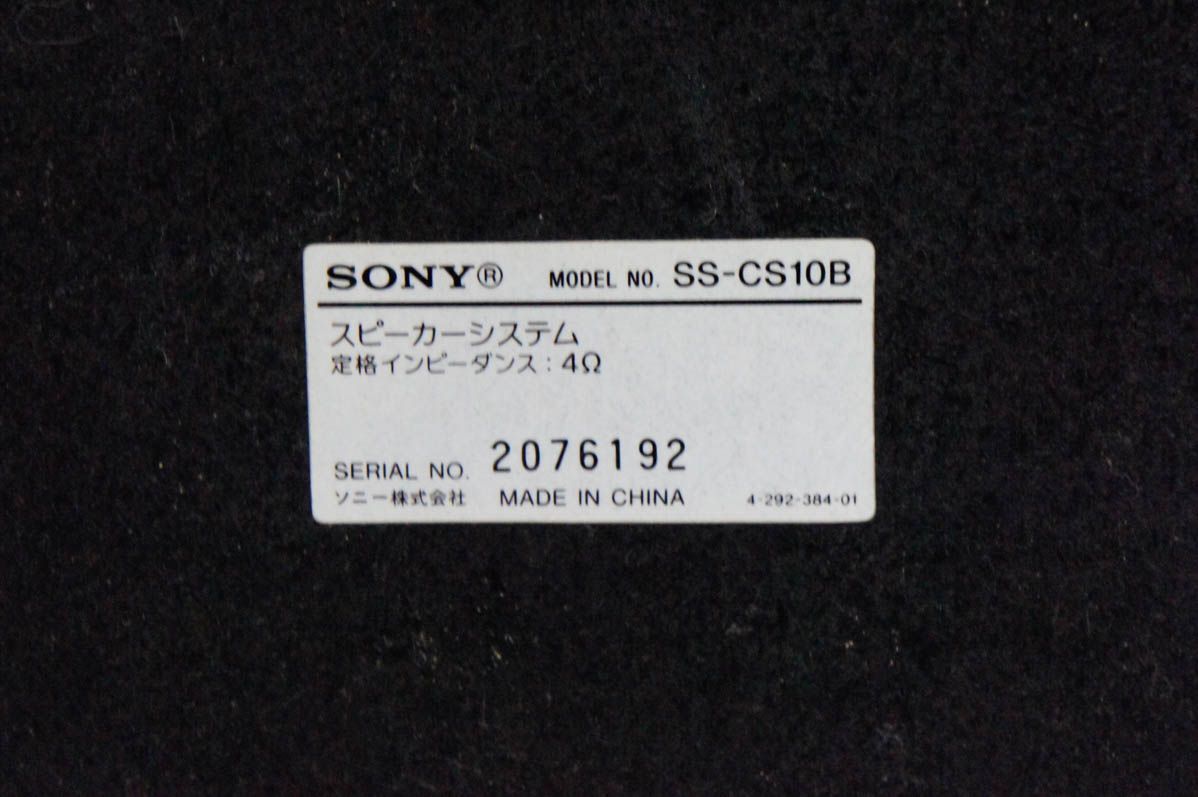 SONY® MODEL NO. SS-CS10B
スピーカーシステム
定格インピーダンス：4Ω
SERIAL NO. 2076192
ソニー株式会社 MADE IN CHINA 4-292-384-01